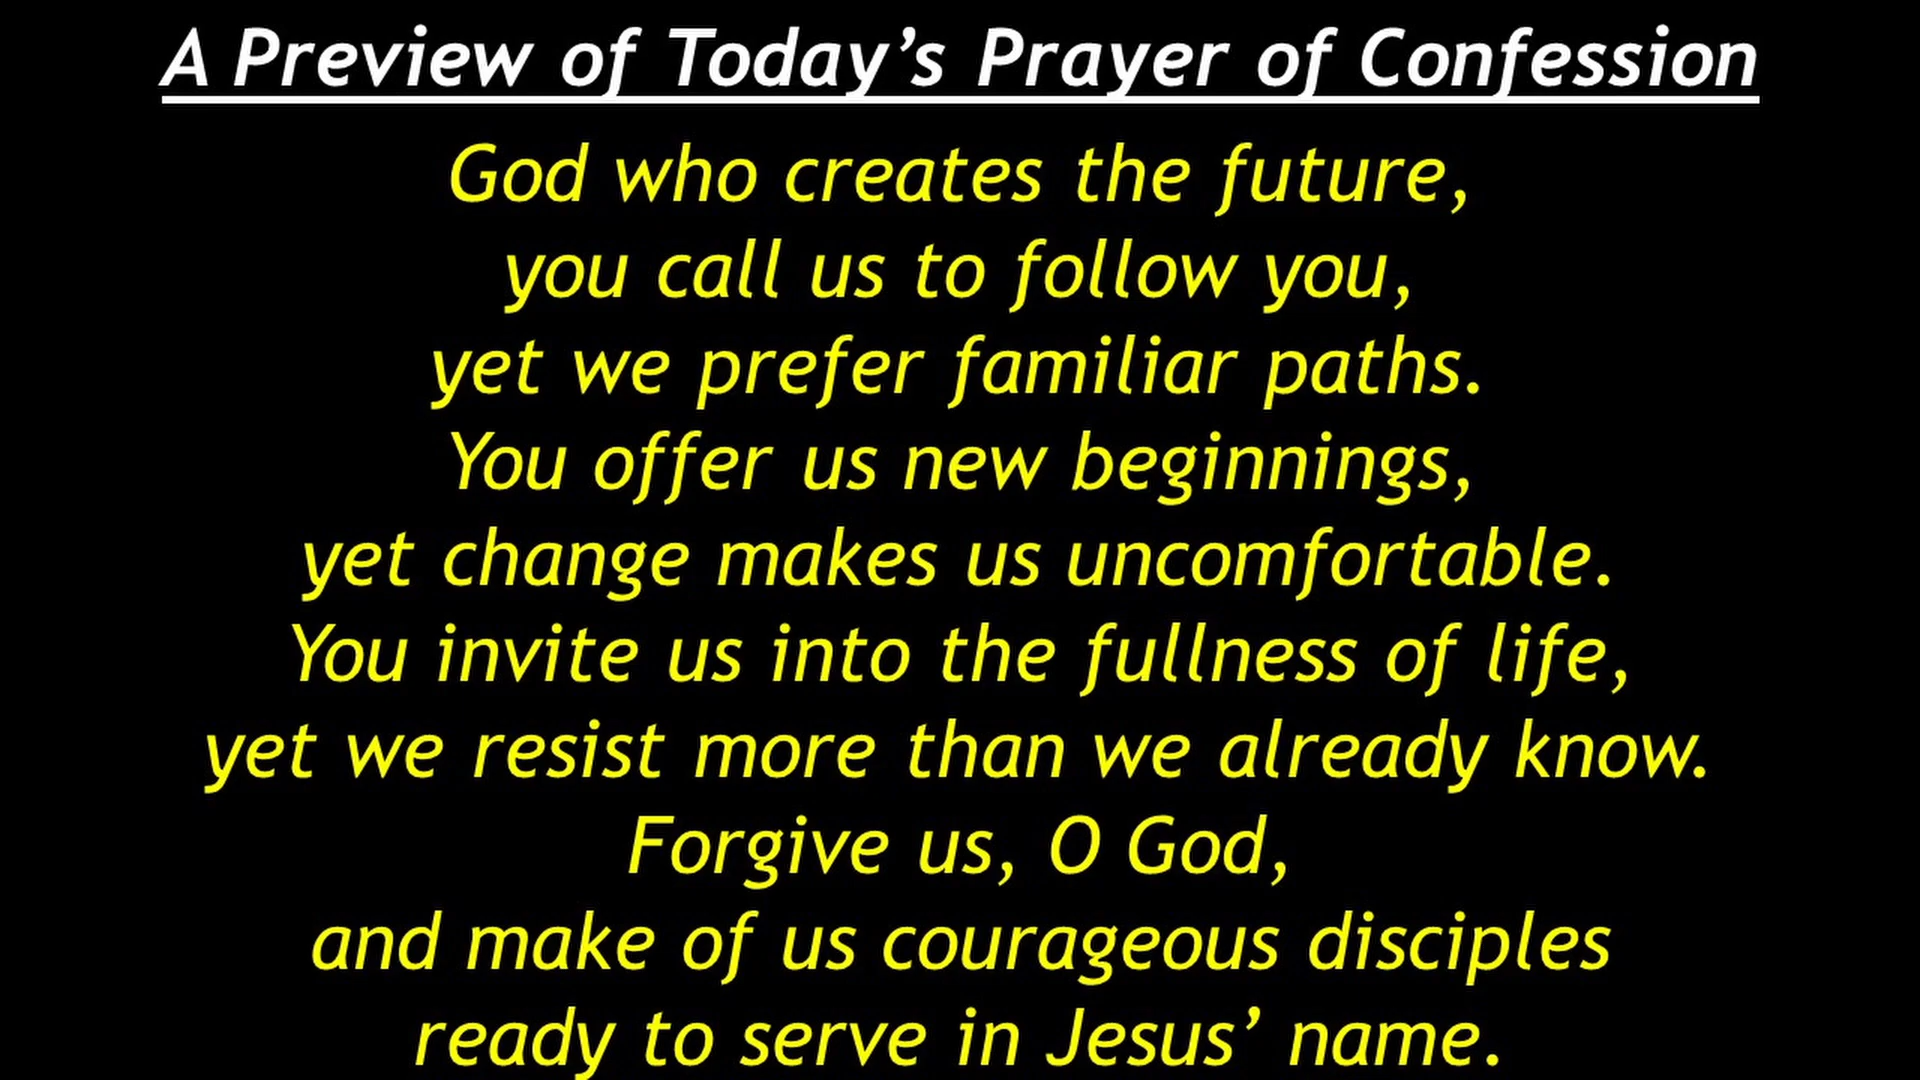 A Preview of Today’s Prayer of Confession
God who creates the future,
you call us to follow you,
yet we prefer familiar paths.
You offer us new beginnings,
yet change makes us uncomfortable.
You invite us into the fullness of life,
yet we resist more than we already know.
Forgive us, O God,
and make of us courageous disciples
ready to serve in Jesus’ name.